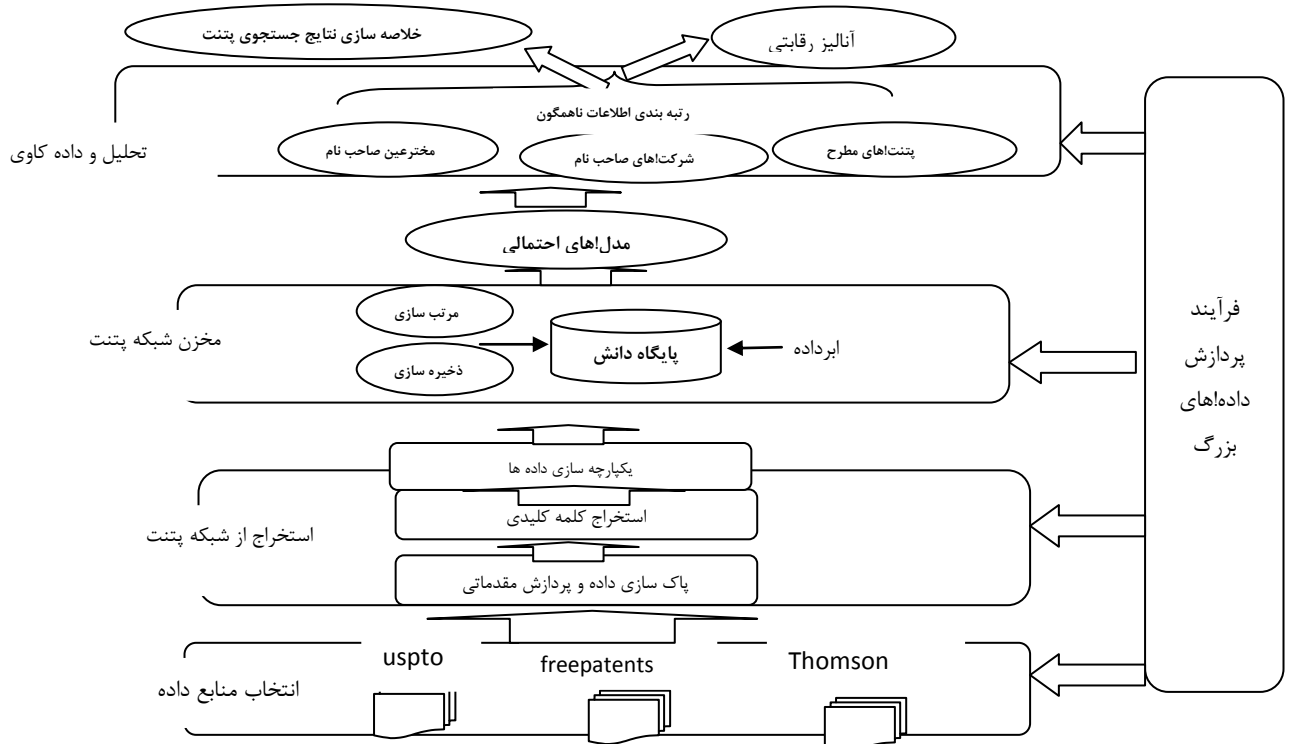 خلاصه سازی نتایج جستجوی پتنت
آنالیز رقابتی
رتبه بندی اطلاعات ناهمگون
مخترعین صاحب نام
شرکت!های صاحب نام
پتنت!های مطرح
تحلیل و داده کاوی
مدل!های احتمالی
مرتب سازی
ذخیره سازی
پایگاه دانش
ابرداده
مخزن شبکه پتنت
فرآیند
پردازش
داده!های
بزرگ
یکپارچه سازی داده ها
استخراج کلمه کلیدی
پاک سازی داده و پردازش مقدماتی
استخراج از شبکه پتنت
uspto
freepatents
Thomson
انتخاب منابع داده